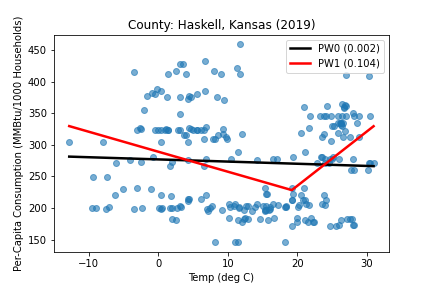 County: Haskell, Kansas (2019)
Per-Capita Consumption (MMBtu/1000 Households)
450
400
350
300
250
200
150
PW0 (0.002)
PW1 (0.104)
−10
0
10
20
30
Temp (deg C)